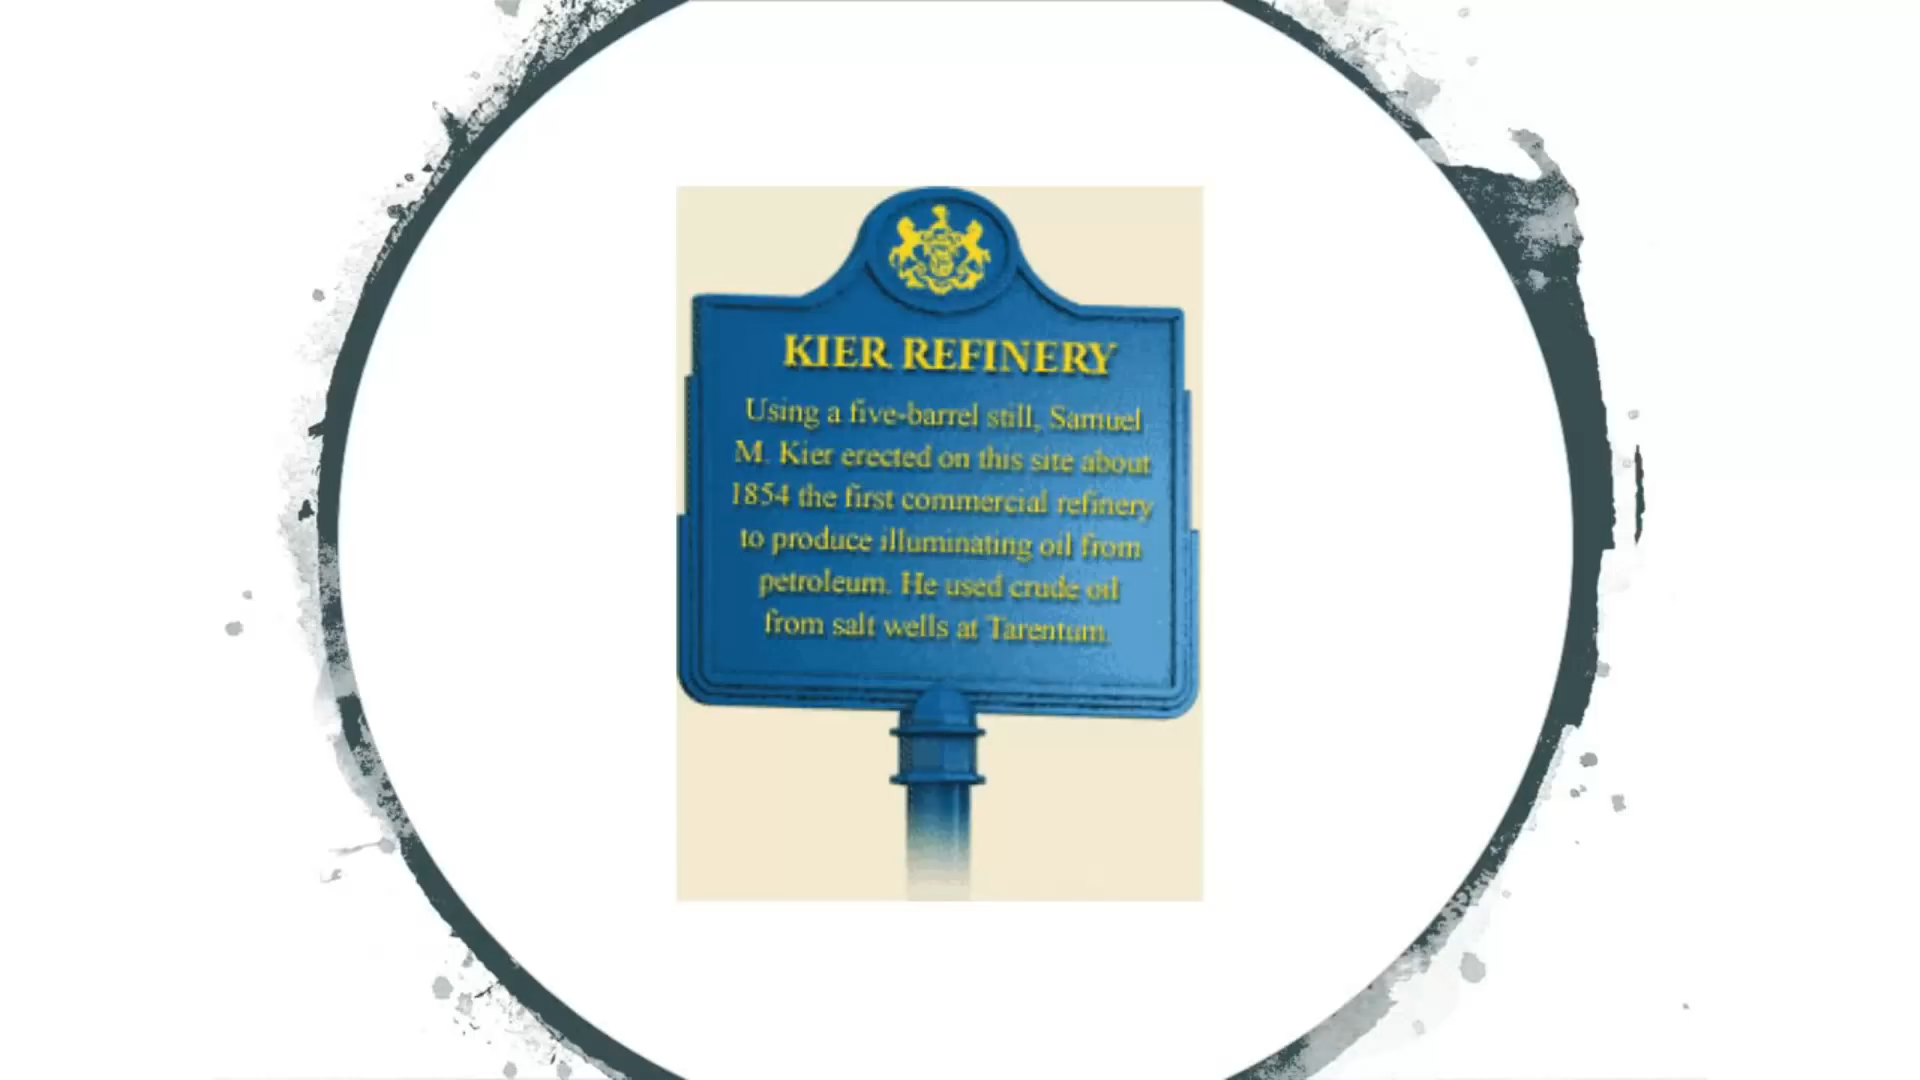 KIER REFINERY
Using a five-barrel still, Samuel
M. Kier erected on this site about
1854 the first commercial refinery
to produce illuminating oil from
petroleum. He used crude oil
from salt wells at Tarentum.